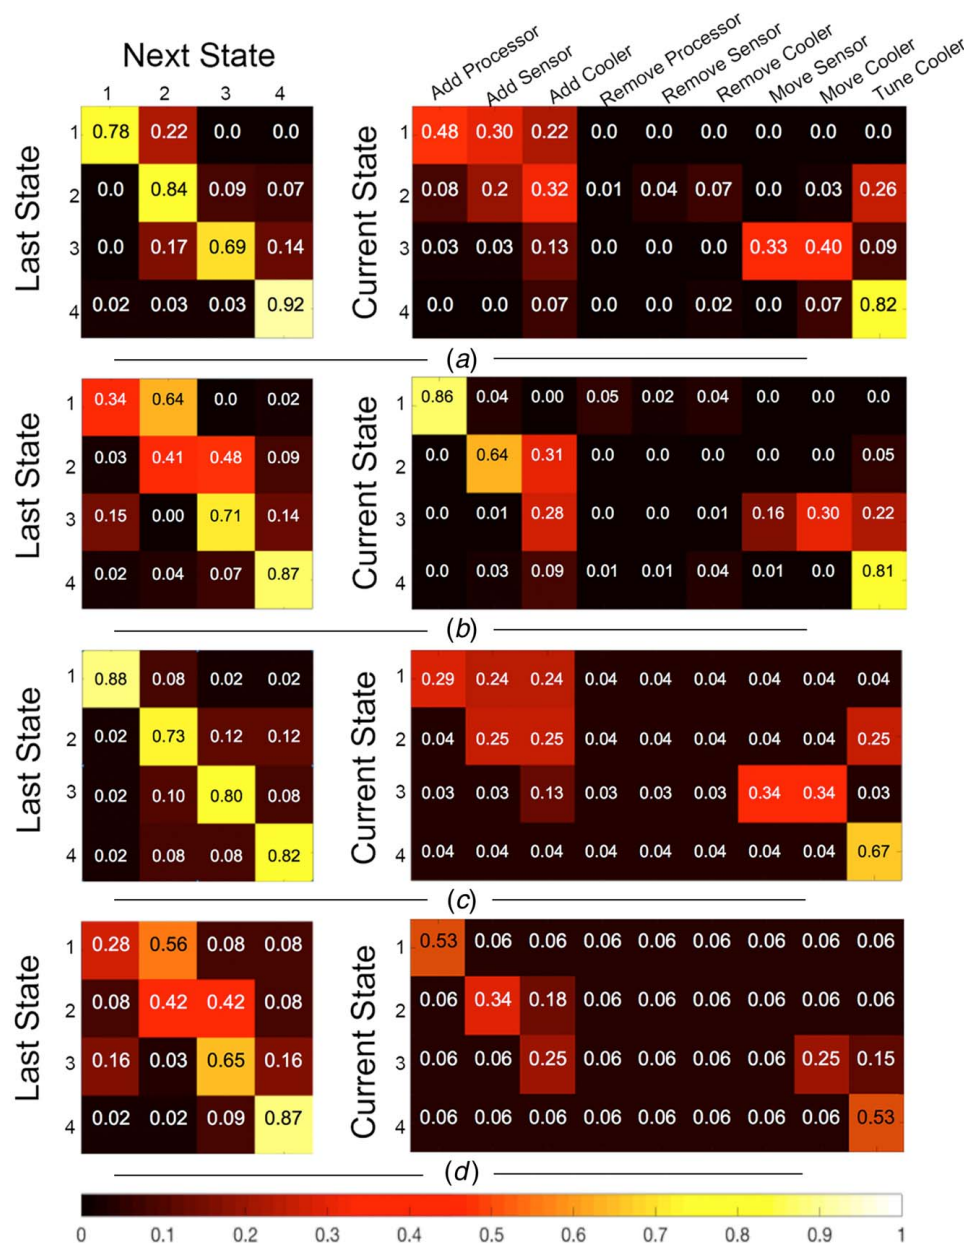 Next State
1 2 3 4
Add Processor
Add Sensor
Add Cooler
Remove Processor
Remove Sensor
Remove Cooler
Move Sensor
Move Cooler
Tune Cooler
Last State
1 0.78 0.22 0.0 0.0
2 0.0 0.84 0.09 0.07
3 0.0 0.17 0.69 0.14
4 0.02 0.03 0.03 0.92
Current State
1 0.48 0.30 0.22 0.0 0.0 0.0 0.0 0.0 0.0
2 0.08 0.2 0.32 0.01 0.04 0.07 0.0 0.03 0.26
3 0.03 0.03 0.13 0.0 0.0 0.0 0.33 0.40 0.09
4 0.0 0.0 0.07 0.0 0.0 0.02 0.0 0.07 0.82
(a)
Last State
1 0.34 0.64 0.0 0.02
2 0.03 0.41 0.48 0.09
3 0.15 0.00 0.71 0.14
4 0.02 0.04 0.07 0.87
Current State
1 0.86 0.04 0.00 0.05 0.02 0.04 0.0 0.0 0.0
2 0.0 0.64 0.31 0.0 0.0 0.0 0.0 0.0 0.05
3 0.0 0.01 0.28 0.0 0.0 0.01 0.16 0.30 0.22
4 0.0 0.03 0.09 0.01 0.01 0.04 0.01 0.0 0.81
(b)
Last State
1 0.88 0.08 0.02 0.02
2 0.02 0.73 0.12 0.12
3 0.02 0.10 0.80 0.08
4 0.02 0.08 0.08 0.82
Current State
1 0.29 0.24 0.24 0.04 0.04 0.04 0.04 0.04 0.04
2 0.04 0.25 0.25 0.04 0.04 0.04 0.04 0.04 0.25
3 0.03 0.03 0.13 0.03 0.03 0.03 0.34 0.34 0.03
4 0.04 0.04 0.04 0.04 0.04 0.04 0.04 0.04 0.67
(c)
Last State
1 0.28 0.56 0.08 0.08
2 0.08 0.42 0.42 0.08
3 0.16 0.03 0.65 0.16
4 0.02 0.02 0.09 0.87
Current State
1 0.53 0.06 0.06 0.06 0.06 0.06 0.06 0.06 0.06
2 0.06 0.34 0.18 0.06 0.06 0.06 0.06 0.06 0.06
3 0.06 0.06 0.25 0.06 0.06 0.06 0.06 0.25 0.15
4 0.06 0.06 0.06 0.06 0.06 0.06 0.06 0.06 0.53
(d)
0 0.1 0.2 0.3 0.4 0.5 0.6 0.7 0.8 0.9 1